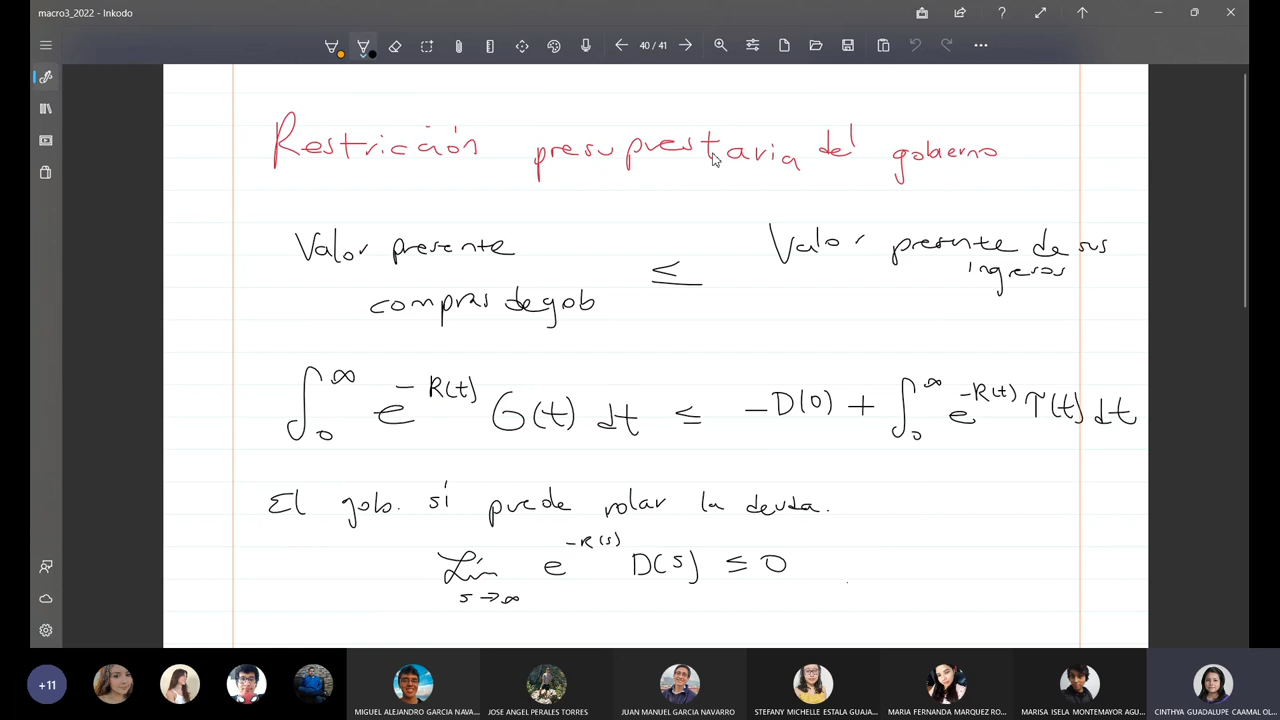 macro3_2022 - Inkodo
40 / 41
Restricción presupuestaria del gobierno
Valor presente compras de gob ≤ Valor presente de sus ingresos
∫₀^∞ e^{-R(t)} G(t) dt ≤ -D(0) + ∫₀^∞ e^{-R(t)} T(t) dt
El gob. sí puede rolar la deuda.
Lím_{s→∞} e^{-R(s)} D(s) ≤ 0
+11
MIGUEL ALEJANDRO GARCIA NAVA...
JOSE ANGEL PERALES TORRES
JUAN MANUEL GARCIA NAVARRO
STEFANY MICHELLE ESTALA GUAJA...
MARIA FERNANDA MARQUEZ RO...
MARISA ISELA MONTEMAYOR AGU...
CINTHYA GUADALUPE CAAMAL OL...